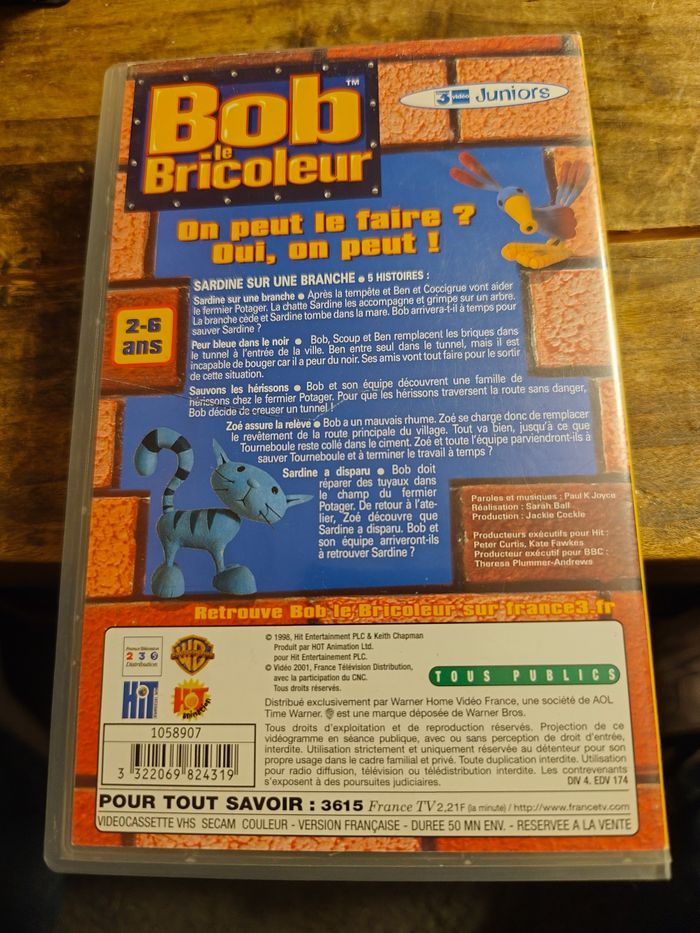 Bob
le
Bricoleur
TM
3 vidéo Juniors
On peut le faire ?
Oui, on peut !
2-6
ans
SARDINE SUR UNE BRANCHE ● 5 HISTOIRES :
Sardine sur une branche ● Après la tempête et Ben et Coccigrue vont aider
le fermier Potager. La chatte Sardine les accompagne et grimpe sur un arbre.
La branche cède et Sardine tombe dans la mare. Bob arrivera-t-il à temps pour
sauver Sardine ?
Peur bleue dans le noir ● Bob, Scoup et Ben remplacent les briques dans
le tunnel à l'entrée de la ville. Ben entre seul dans le tunnel, mais il est
incapable de bouger car il a peur du noir. Ses amis vont tout faire pour le sortir
de cette situation.
Sauvons les hérissons ● Bob et son équipe découvrent une famille de
hérissons chez le fermier Potager. Pour que les hérissons traversent la route sans danger,
Bob décide de creuser un tunnel !
Zoé assure la relève ● Bob a un mauvais rhume. Zoé se charge donc de remplacer
le revêtement de la route principale du village. Tout va bien, jusqu'à ce que
Tourneboule reste collé dans le ciment. Zoé et toute l'équipe parviendront-ils à
sauver Tourneboule et à terminer le travail à temps ?
Sardine a disparu ● Bob doit
réparer des tuyaux dans
le champ du fermier
Potager. De retour à l'ate-
lier, Zoé découvre que
Sardine a disparu. Bob et
son équipe arriveront-ils
à retrouver Sardine ?
Paroles et musiques : Paul K Joyce
Réalisation : Sarah Ball
Production : Jackie Cockle
Producteurs exécutifs pour Hit :
Peter Curtis, Kate Fawkes
Producteur exécutif pour BBC :
Theresa Plummer-Andrews
Retrouve Bob le Bricoleur sur france3.fr
France Télévision
2 3 5
Distribution
WB
HiT
HOT
Animation
© 1998, Hit Entertainment PLC & Keith Chapman
Produit par HOT Animation Ltd.
pour Hit Entertainement PLC.
© Vidéo 2001, France Télévision Distribution,
avec la participation du CNC.
Tous droits réservés.
TOUS PUBLICS
Distribué exclusivement par Warner Home Vidéo France, une société de AOL
Time Warner. est une marque déposée de Warner Bros.
Tous droits d'exploitation et de reproduction réservés. Projection de ce
vidéogramme en séance publique, avec ou sans perception de droit d'entrée,
interdite. Utilisation strictement et uniquement réservée au détenteur pour son
propre usage dans le cadre familial et privé. Toute duplication interdite. Utilisation
pour radio diffusion, télévision ou télédistribution interdite. Les contrevenants
s'exposent à des poursuites judiciaires.
DIV 4. EDV 174
1058907
3 322069 824319
POUR TOUT SAVOIR : 3615 France TV 2,21F (la minute) / http://www.francetv.com
VIDEOCASSETTE VHS SECAM COULEUR - VERSION FRANÇAISE - DUREE 50 MN ENV. - RESERVEE A LA VENTE